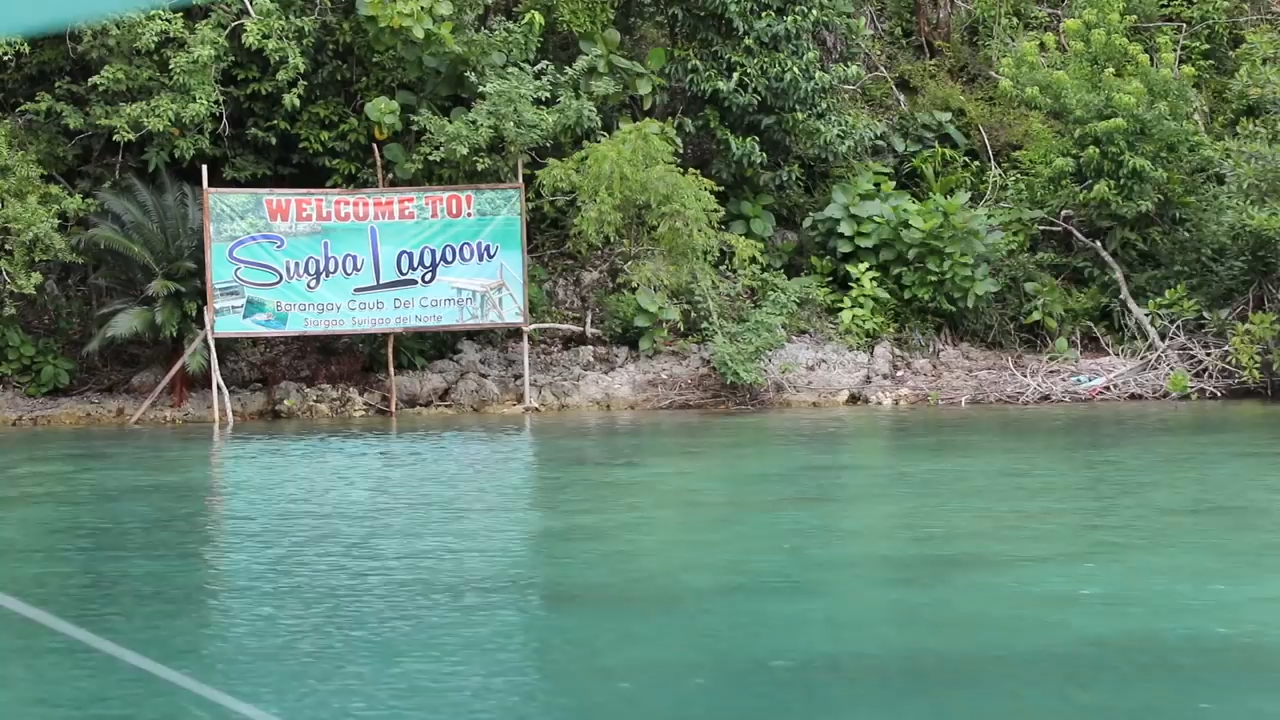 WELCOME TO!
Sugba Lagoon
Barangay Caub, Del Carmen
Siargao, Surigao del Norte